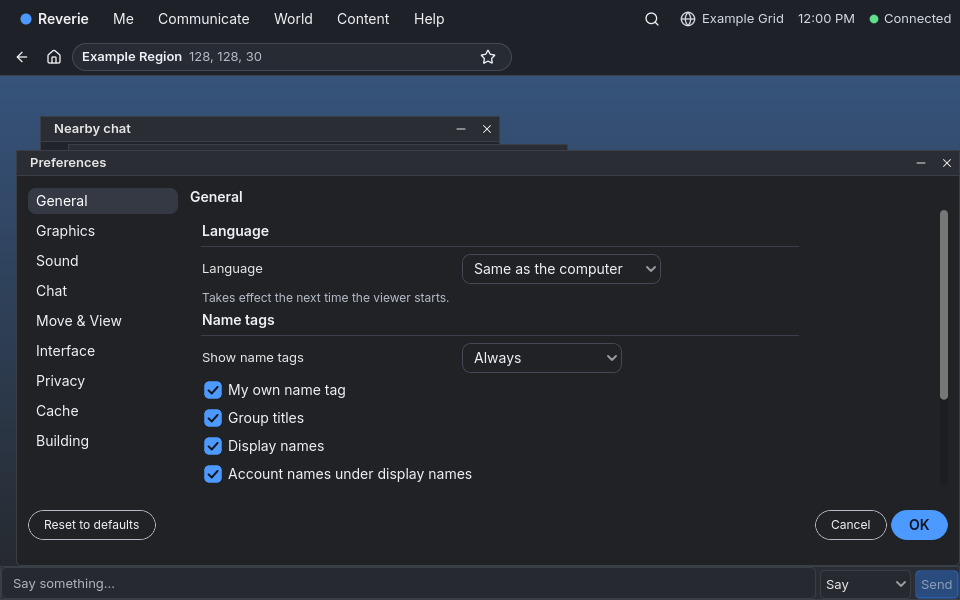 Reverie Me Communicate World Content Help Example Grid 12:00 PM Connected
Example Region 128, 128, 30
Nearby chat
Preferences
General
Graphics
Sound
Chat
Move & View
Interface
Privacy
Cache
Building
General
Language
Language Same as the computer
Takes effect the next time the viewer starts.
Name tags
Show name tags Always
My own name tag
Group titles
Display names
Account names under display names
Reset to defaults Cancel OK
Say something... Say Send